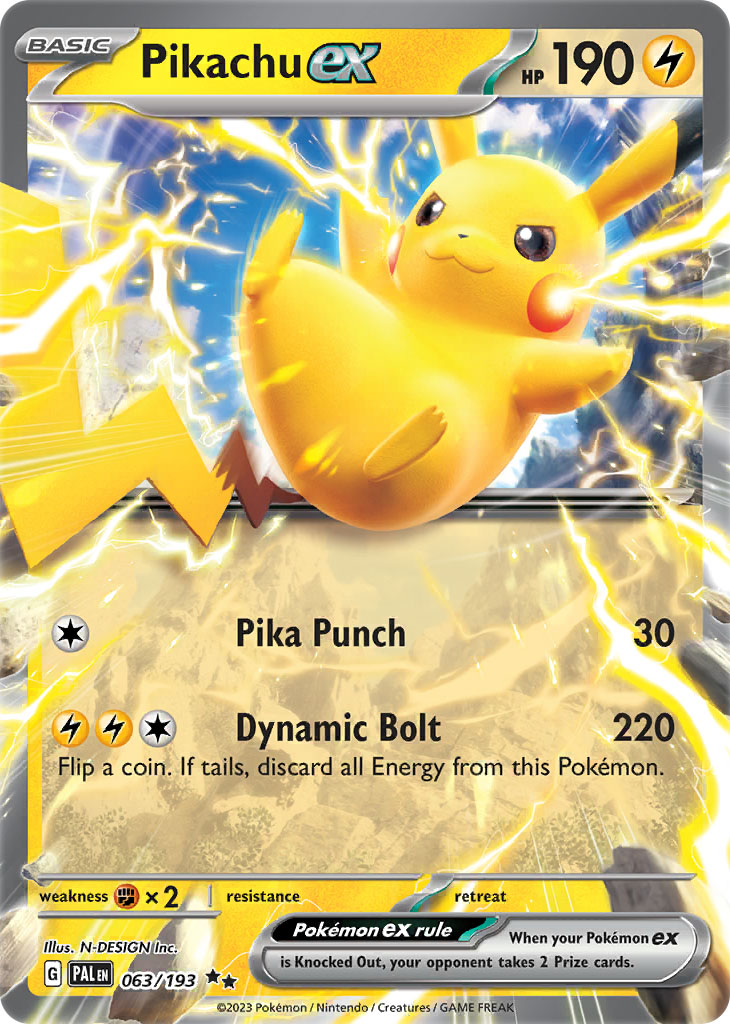 BASIC
Pikachu ex HP 190
Pika Punch 30
Dynamic Bolt 220
Flip a coin. If tails, discard all Energy from this Pokémon.
weakness ×2 resistance retreat
Pokémon ex rule When your Pokémon ex
is Knocked Out, your opponent takes 2 Prize cards.
Illus. N-DESIGN Inc.
G PAL EN 063/193
©2023 Pokémon / Nintendo / Creatures / GAME FREAK